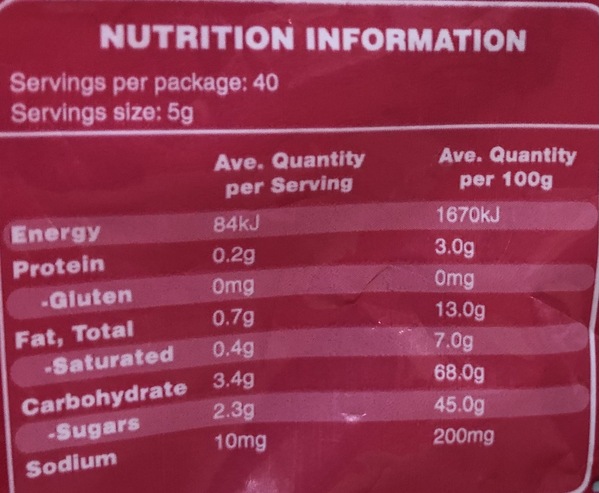 NUTRITION INFORMATION
Servings per package: 40
Servings size: 5g
Ave. Quantity per Serving Ave. Quantity per 100g
Energy 84kJ 1670kJ
Protein 0.2g 3.0g
-Gluten 0mg 0mg
Fat, Total 0.7g 13.0g
-Saturated 0.4g 7.0g
Carbohydrate 3.4g 68.0g
-Sugars 2.3g 45.0g
Sodium 10mg 200mg